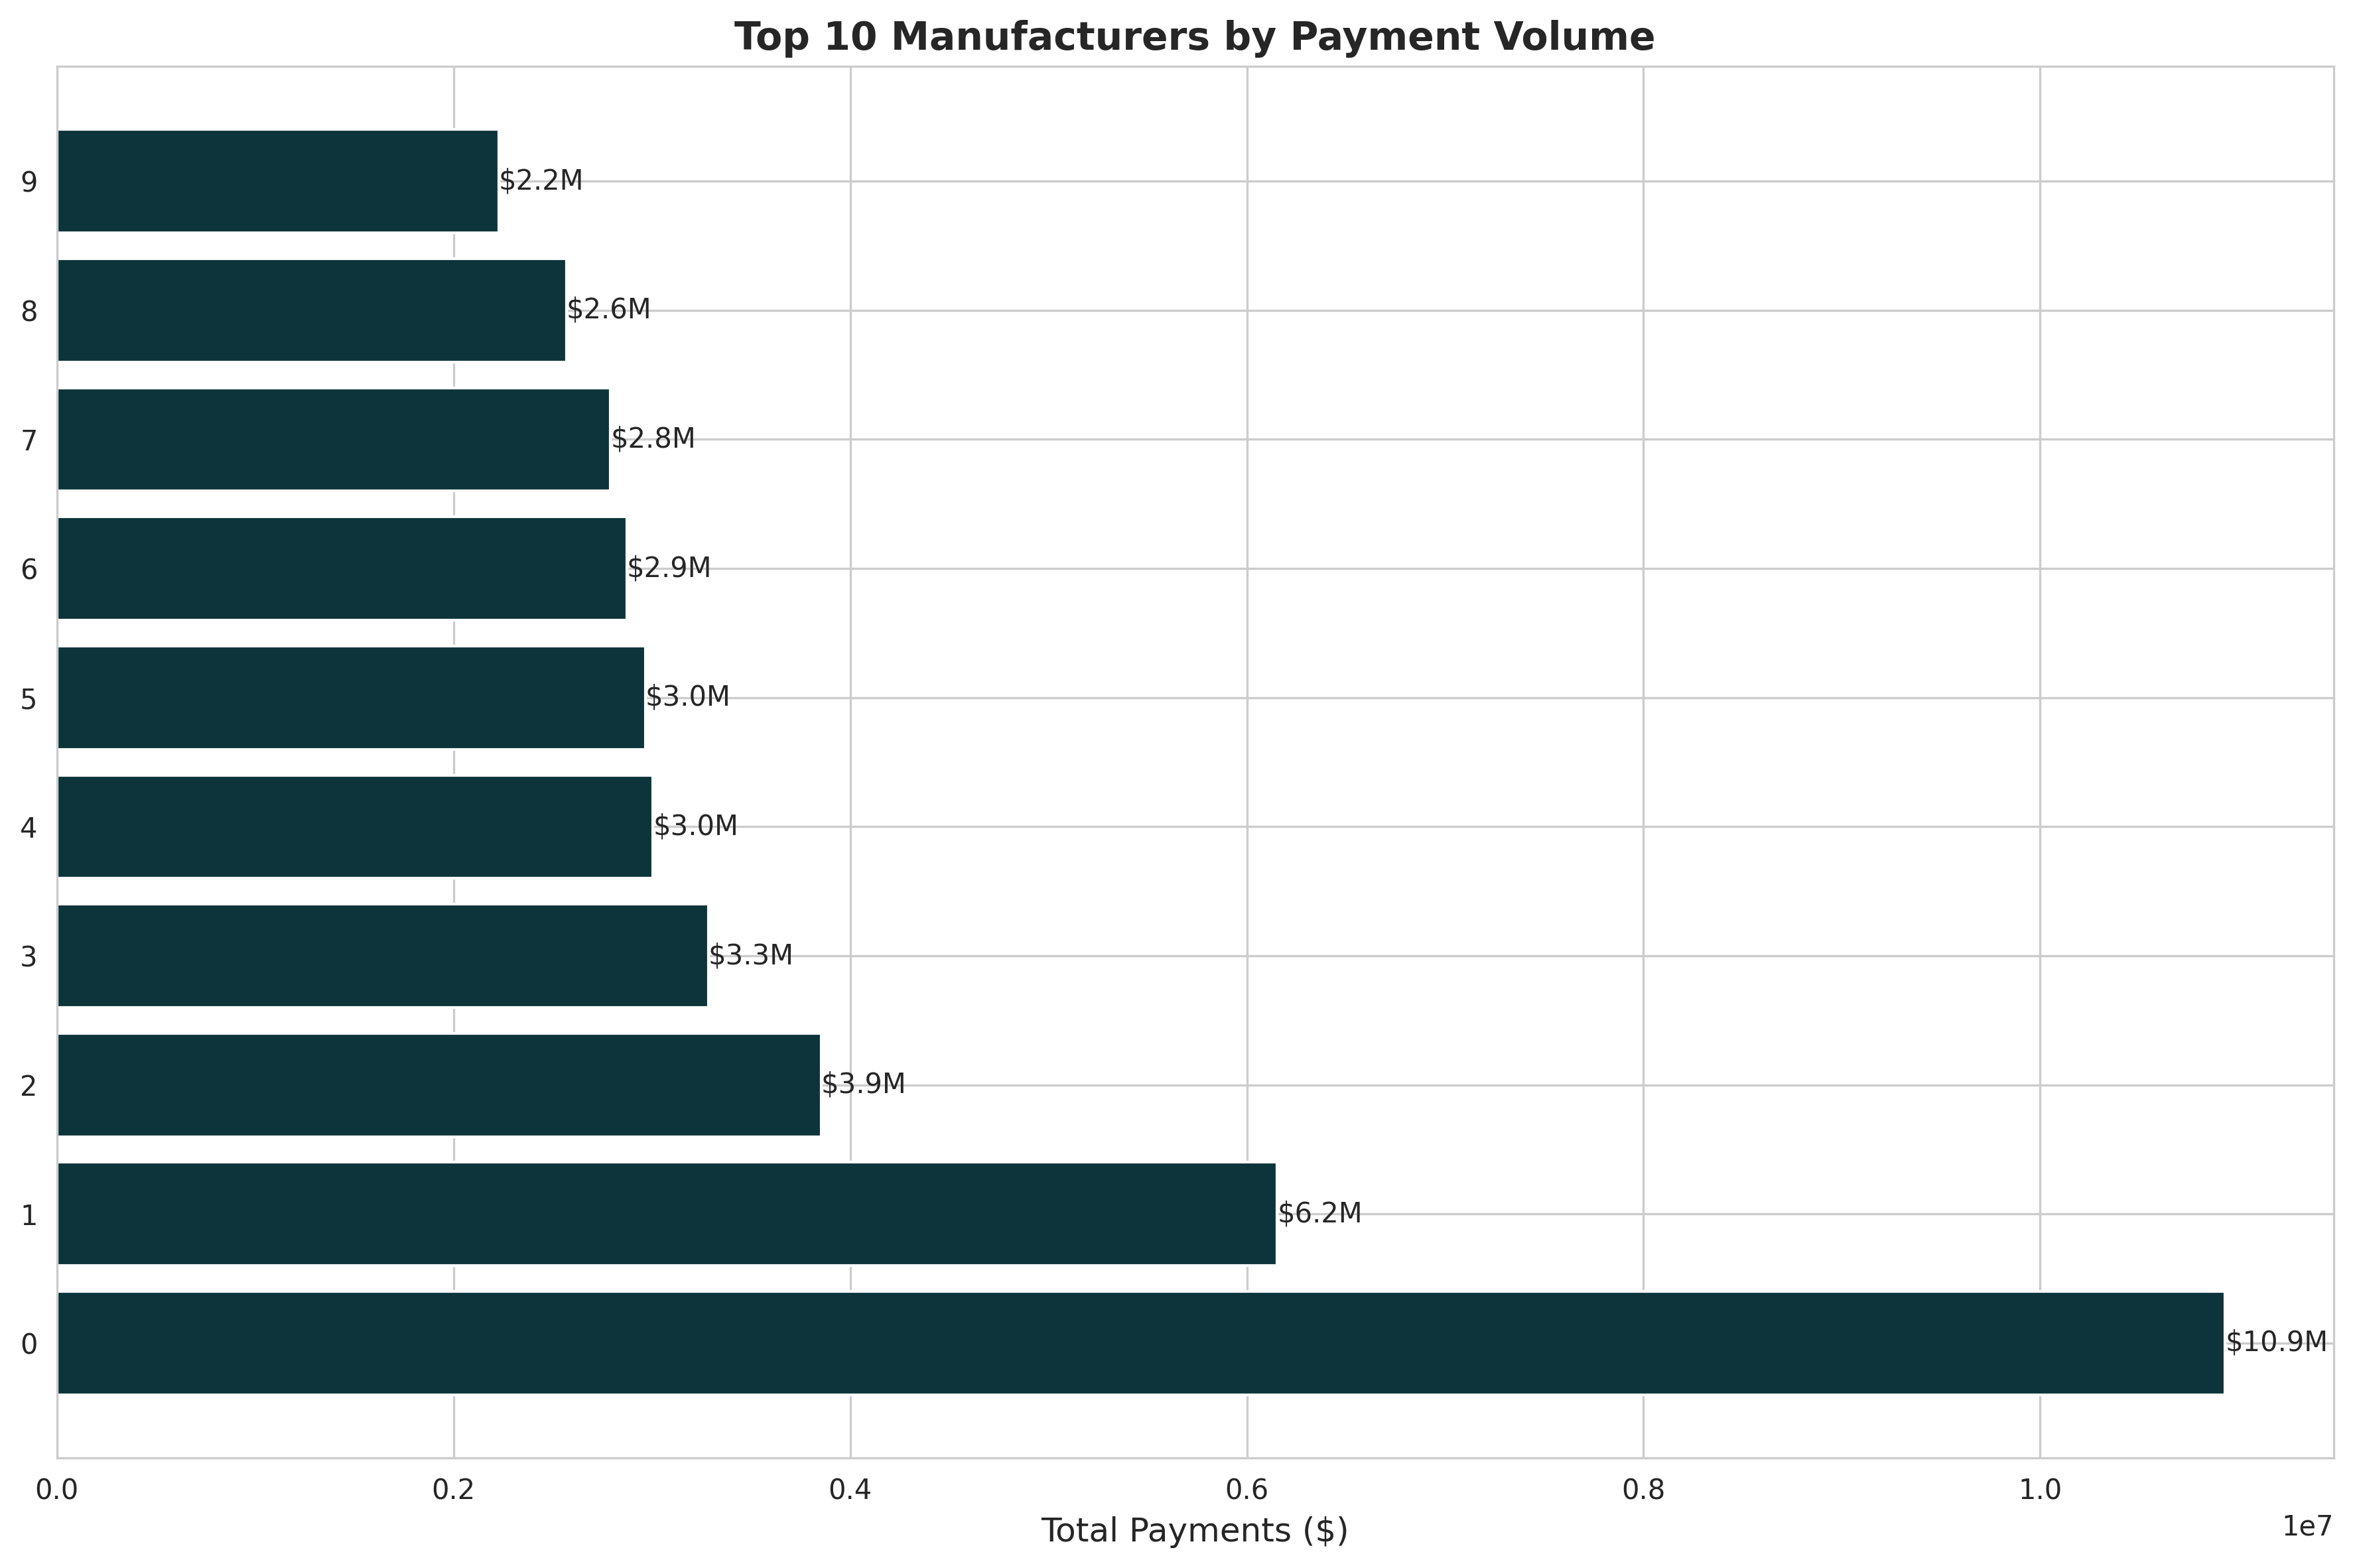 Top 10 Manufacturers by Payment Volume
9 $2.2M
8 $2.6M
7 $2.8M
6 $2.9M
5 $3.0M
4 $3.0M
3 $3.3M
2 $3.9M
1 $6.2M
0 $10.9M
0.0 0.2 0.4 0.6 0.8 1.0
1e7
Total Payments ($)